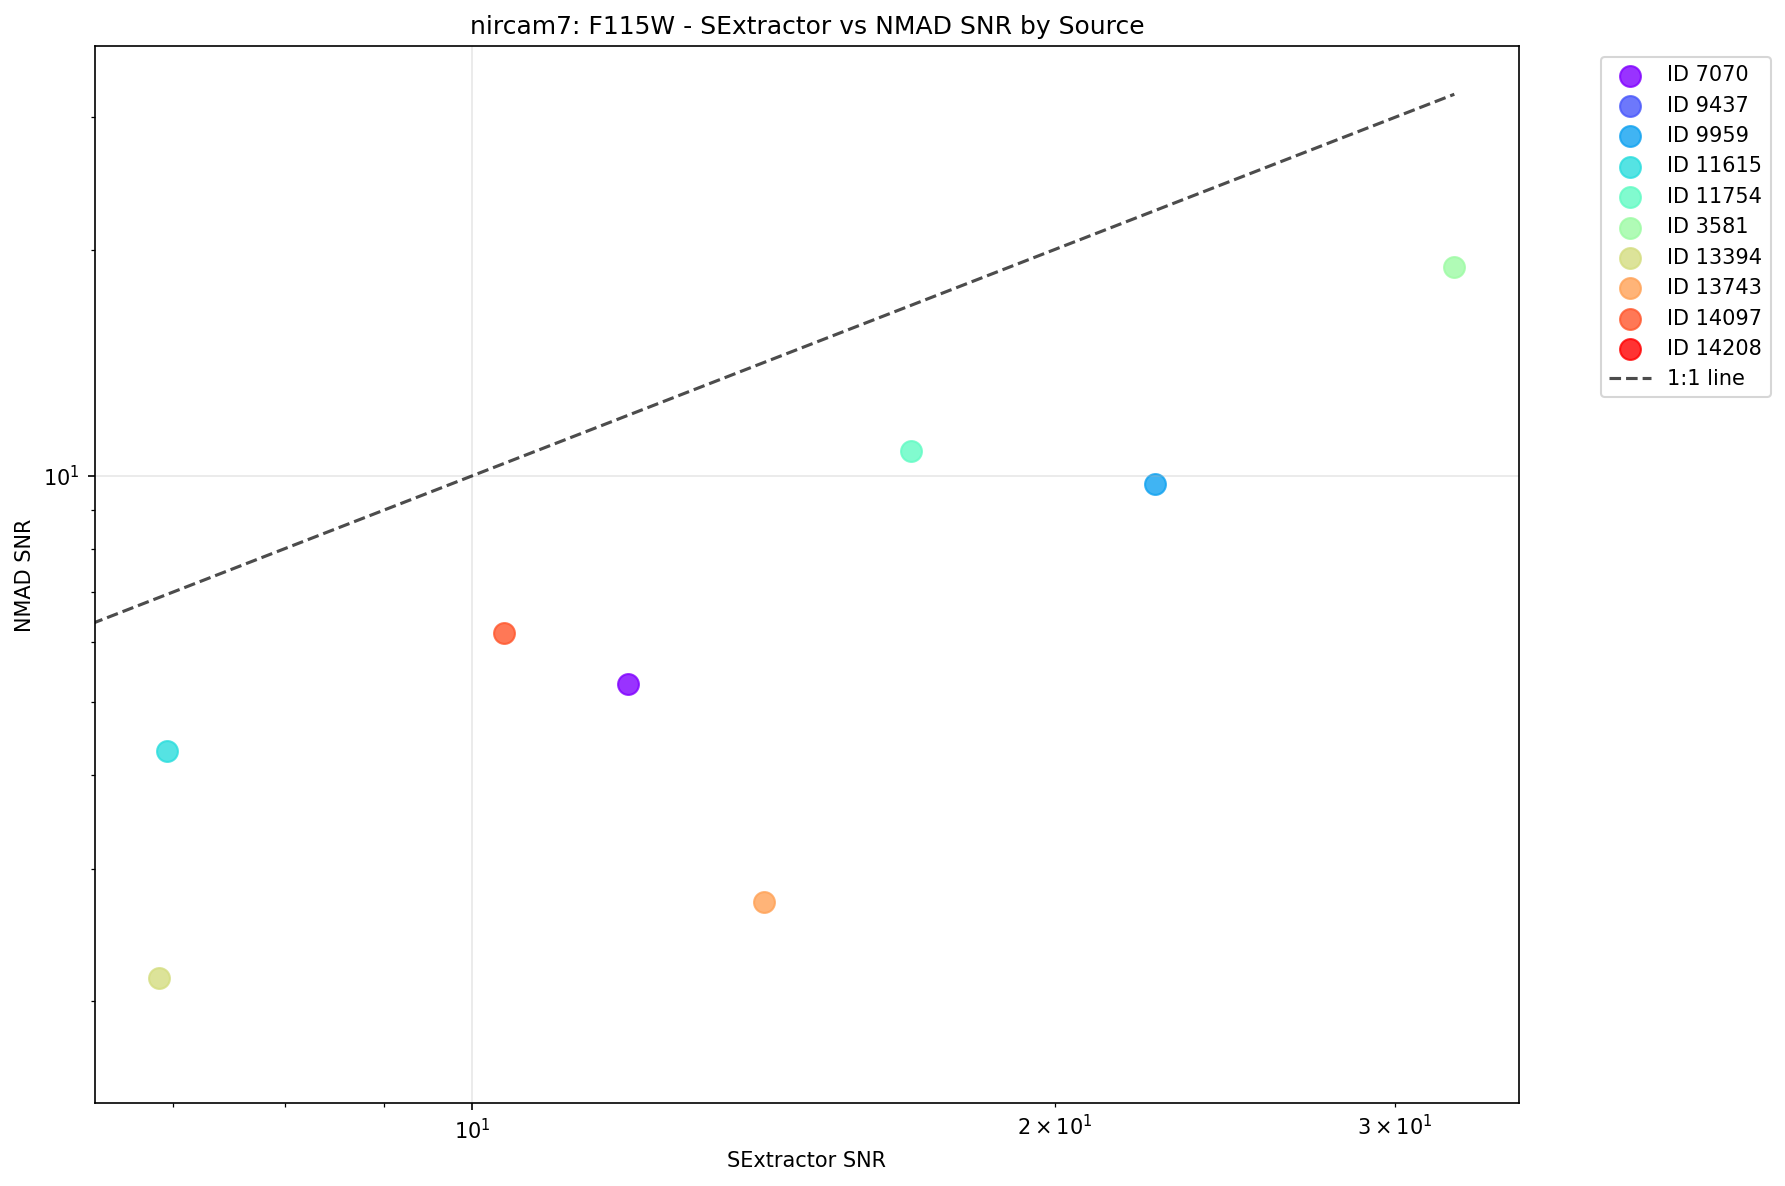 nircam7: F115W - SExtractor vs NMAD SNR by Source
ID 7070
ID 9437
ID 9959
ID 11615
ID 11754
ID 3581
ID 13394
ID 13743
ID 14097
ID 14208
1:1 line
NMAD SNR
10¹
10¹
2 × 10¹
3 × 10¹
SExtractor SNR